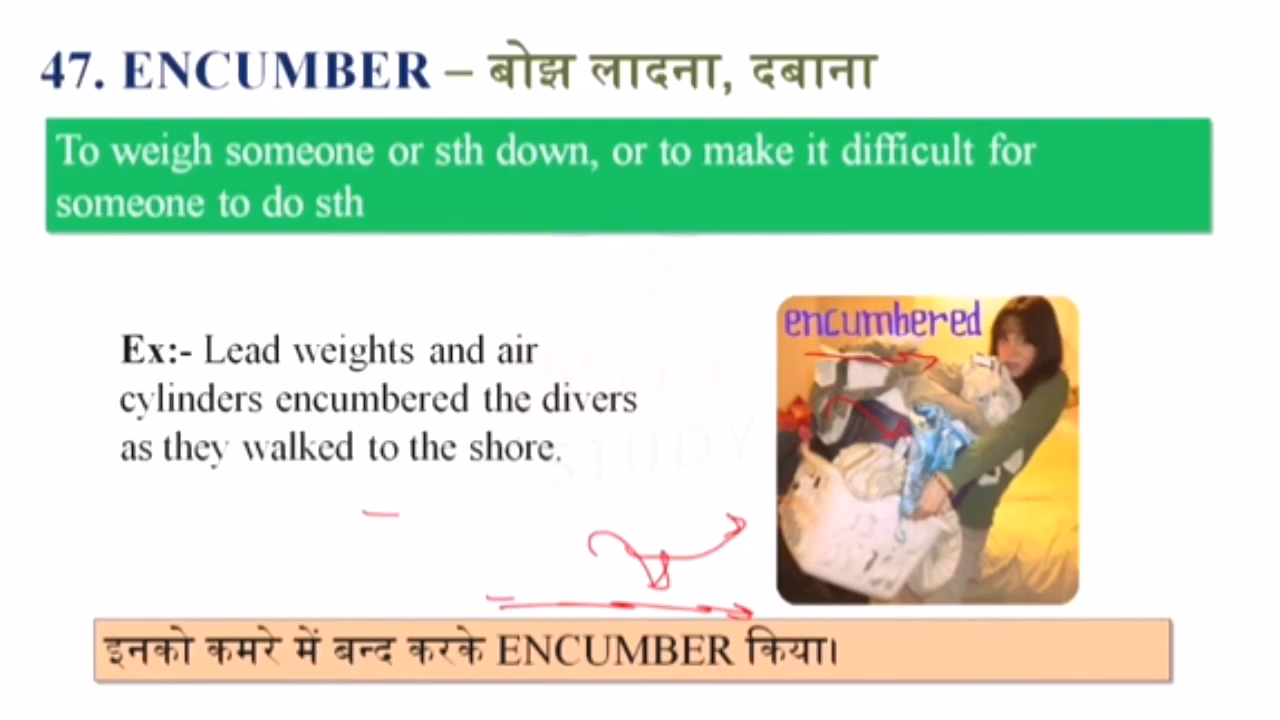 47. ENCUMBER – बोझ लादना, दबाना
To weigh someone or sth down, or to make it difficult for
someone to do sth
encumbered
Ex:- Lead weights and air
cylinders encumbered the divers
as they walked to the shore.
STUDY
इनको कमरे में बन्द करके ENCUMBER किया।